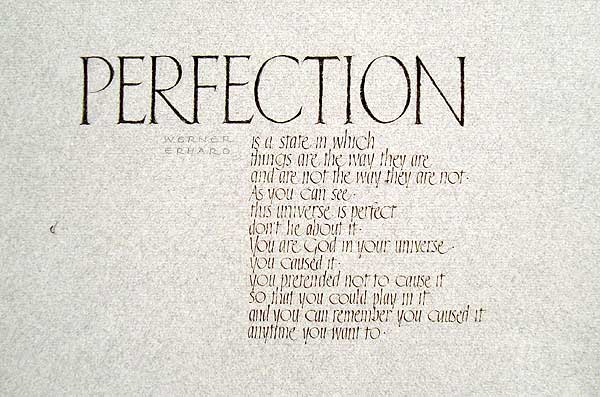 PERFECTION
WERNER
ERHARD
is a state in which
things are the way they are
and are not the way they are not.
As you can see.
this universe is perfect
don't lie about it.
You are God in your universe.
You caused it.
you pretended not to cause it
so that you could play in it
and you can remember you caused it
anytime you want to.